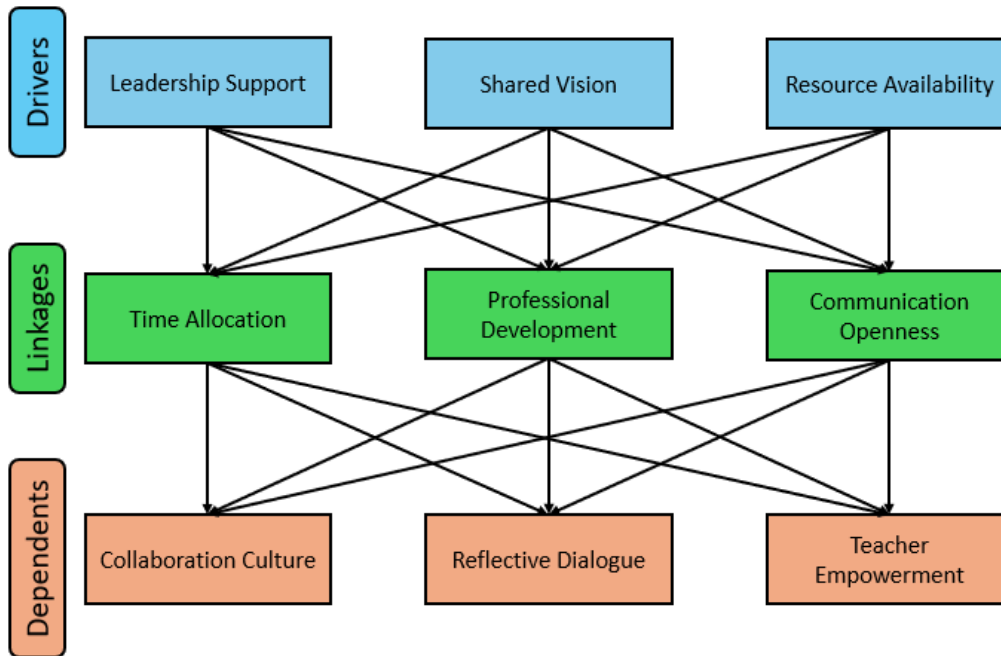 Drivers
Leadership Support
Shared Vision
Resource Availability
Linkages
Time Allocation
Professional
Development
Communication
Openness
Dependents
Collaboration Culture
Reflective Dialogue
Teacher
Empowerment